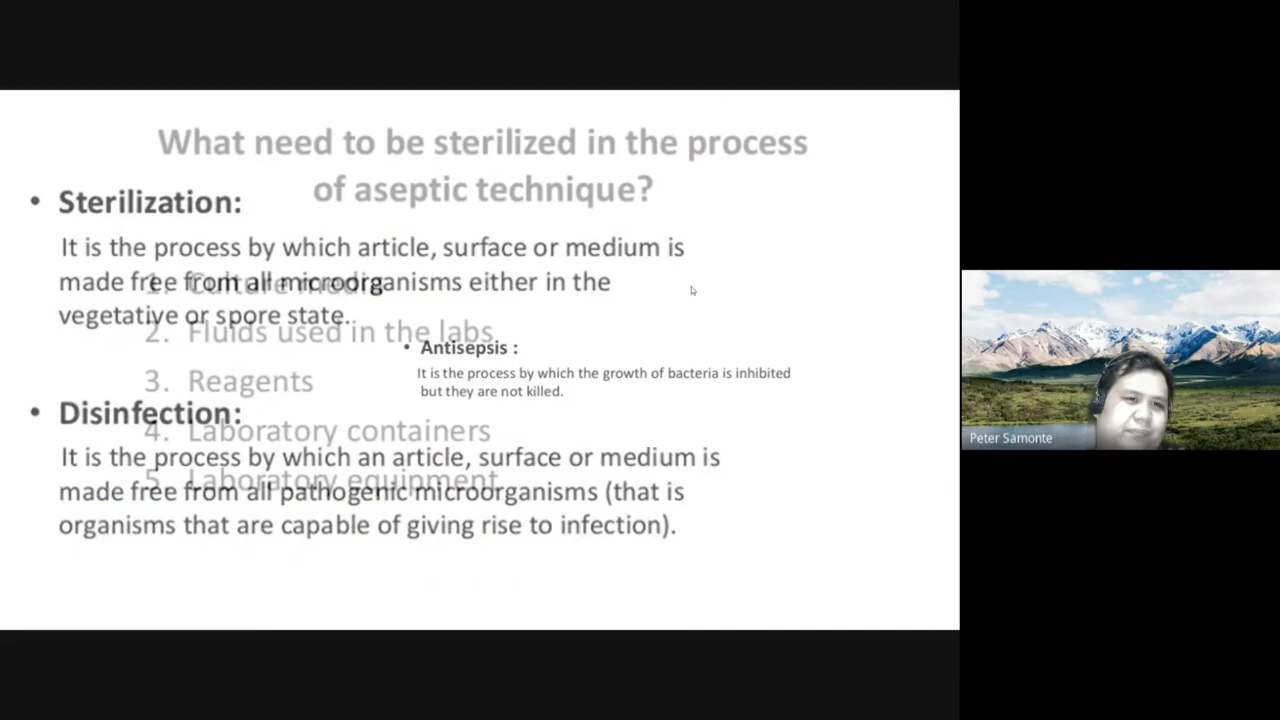 What need to be sterilized in the process
of aseptic technique?
• Sterilization:
It is the process by which article, surface or medium is
made free from all microorganisms either in the
vegetative or spore state.
• Disinfection:
It is the process by which an article, surface or medium is
made free from all pathogenic microorganisms (that is
organisms that are capable of giving rise to infection).
1. Culture media
2. Fluids used in the labs
3. Reagents
4. Laboratory containers
5. Laboratory equipment
• Antisepsis :
It is the process by which the growth of bacteria is inhibited
but they are not killed.
Peter Samonte